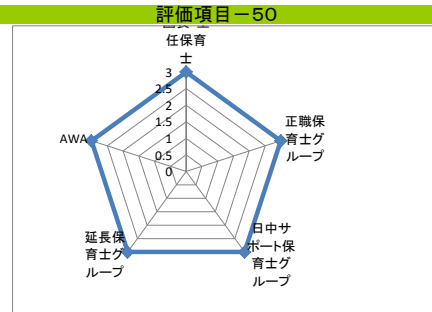 評価項目－50
任保育
士
3
2.5
2
1.5
1
0.5
0
正職保
育士グ
ループ
日中サ
ポート保
育士グ
ループ
延長保
育士グ
ループ
AWA